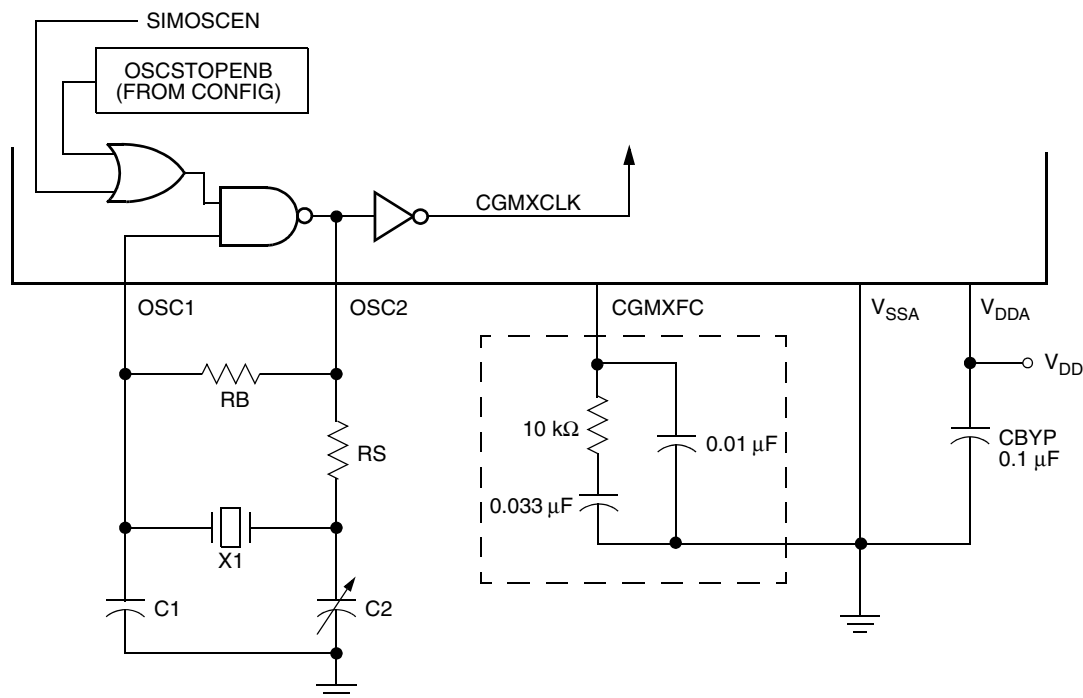 SIMOSCEN
OSCSTOPENB
(FROM CONFIG)
CGMXCLK
OSC1
OSC2
CGMXFC
VSSA
VDDA
VDD
RB
RS
10 kΩ
0.01 µF
CBYP
0.1 µF
0.033 µF
X1
C1
C2